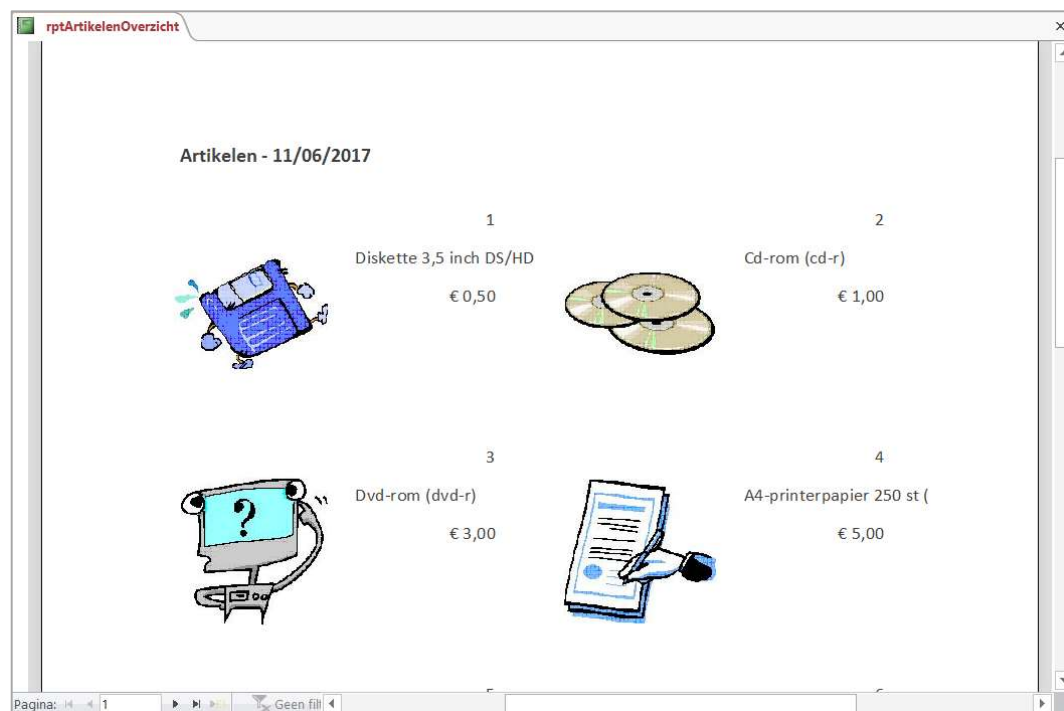 rptArtikelenOverzicht
Artikelen - 11/06/2017
1
2
Diskette 3,5 inch DS/HD
Cd-rom (cd-r)
€ 0,50
€ 1,00
3
4
Dvd-rom (dvd-r)
A4-printerpapier 250 st (
€ 3,00
€ 5,00
?
Pagina: 1 Geen filt